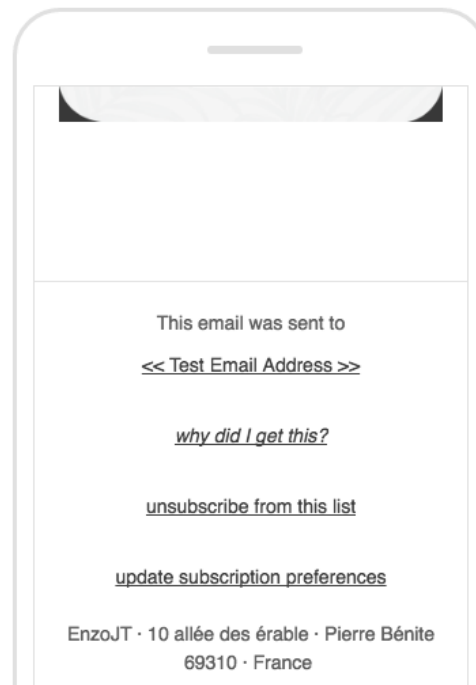 This email was sent to
<< Test Email Address >>
why did I get this?
unsubscribe from this list
update subscription preferences
EnzoJT · 10 allée des érable · Pierre Bénite
69310 · France